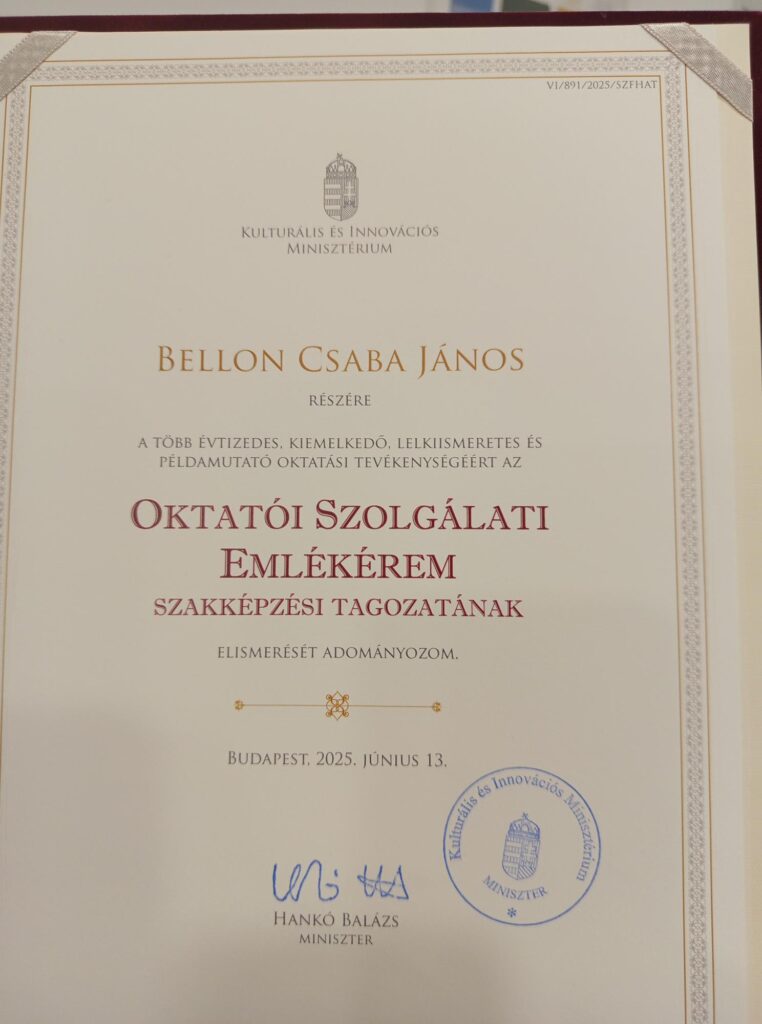 VI/891/2025/SZFHAT
KULTURÁLIS ÉS INNOVÁCIÓS
MINISZTÉRIUM
BELLON CSABA JÁNOS
RÉSZÉRE
A TÖBB ÉVTIZEDES, KIEMELKEDŐ, LELKIISMERETES ÉS
PÉLDAMUTATÓ OKTATÁSI TEVÉKENYSÉGÉÉRT AZ
OKTATÓI SZOLGÁLATI
EMLÉKÉREM
SZAKKÉPZÉSI TAGOZATÁNAK
ELISMERÉSÉT ADOMÁNYOZOM.
BUDAPEST, 2025. JÚNIUS 13.
Kulturális és Innovációs Minisztérium
MINISZTER
HANKÓ BALÁZS
MINISZTER